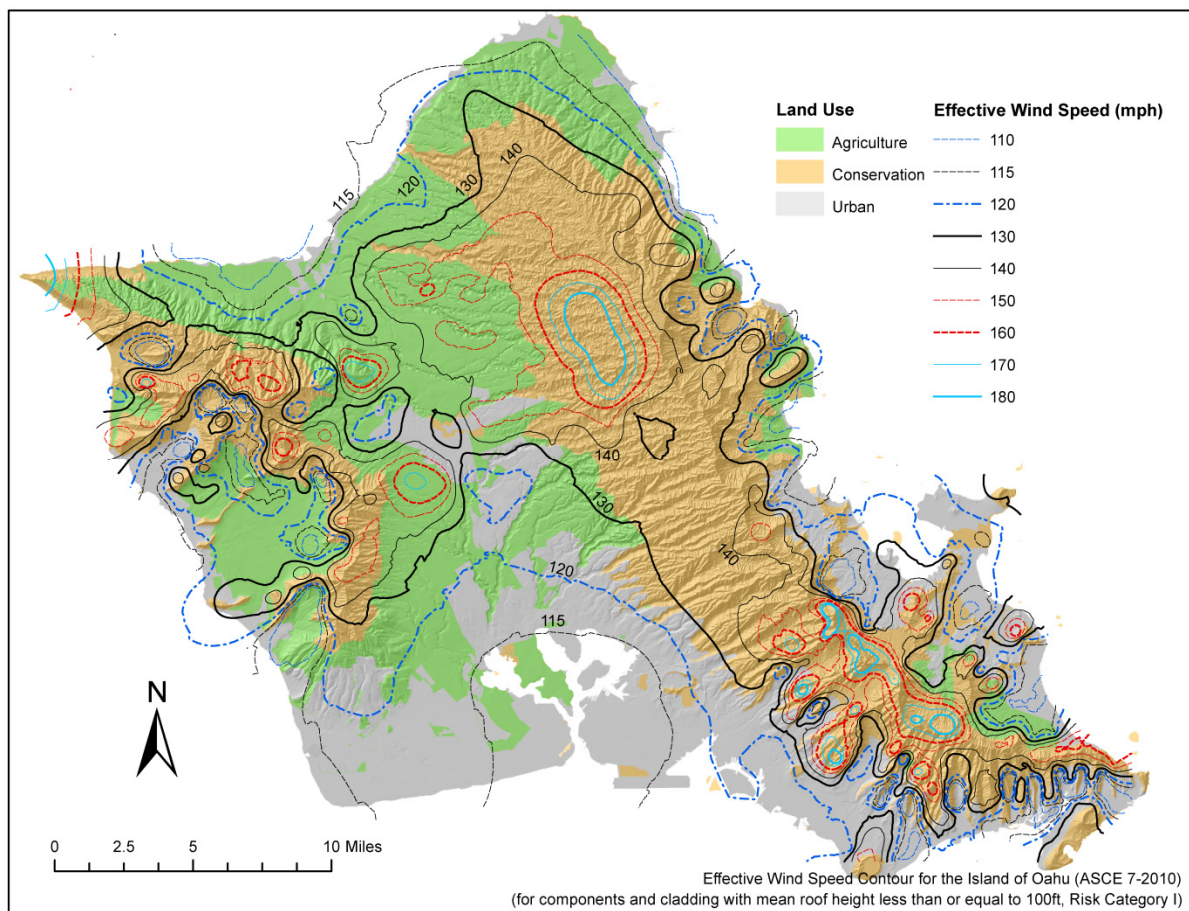 Land Use
Agriculture
Conservation
Urban
Effective Wind Speed (mph)
110
115
120
130
140
150
160
170
180
140
130
120
115
140
130
140
120
115
N
0 2.5 5 10 Miles
Effective Wind Speed Contour for the Island of Oahu (ASCE 7-2010)
(for components and cladding with mean roof height less than or equal to 100ft, Risk Category I)